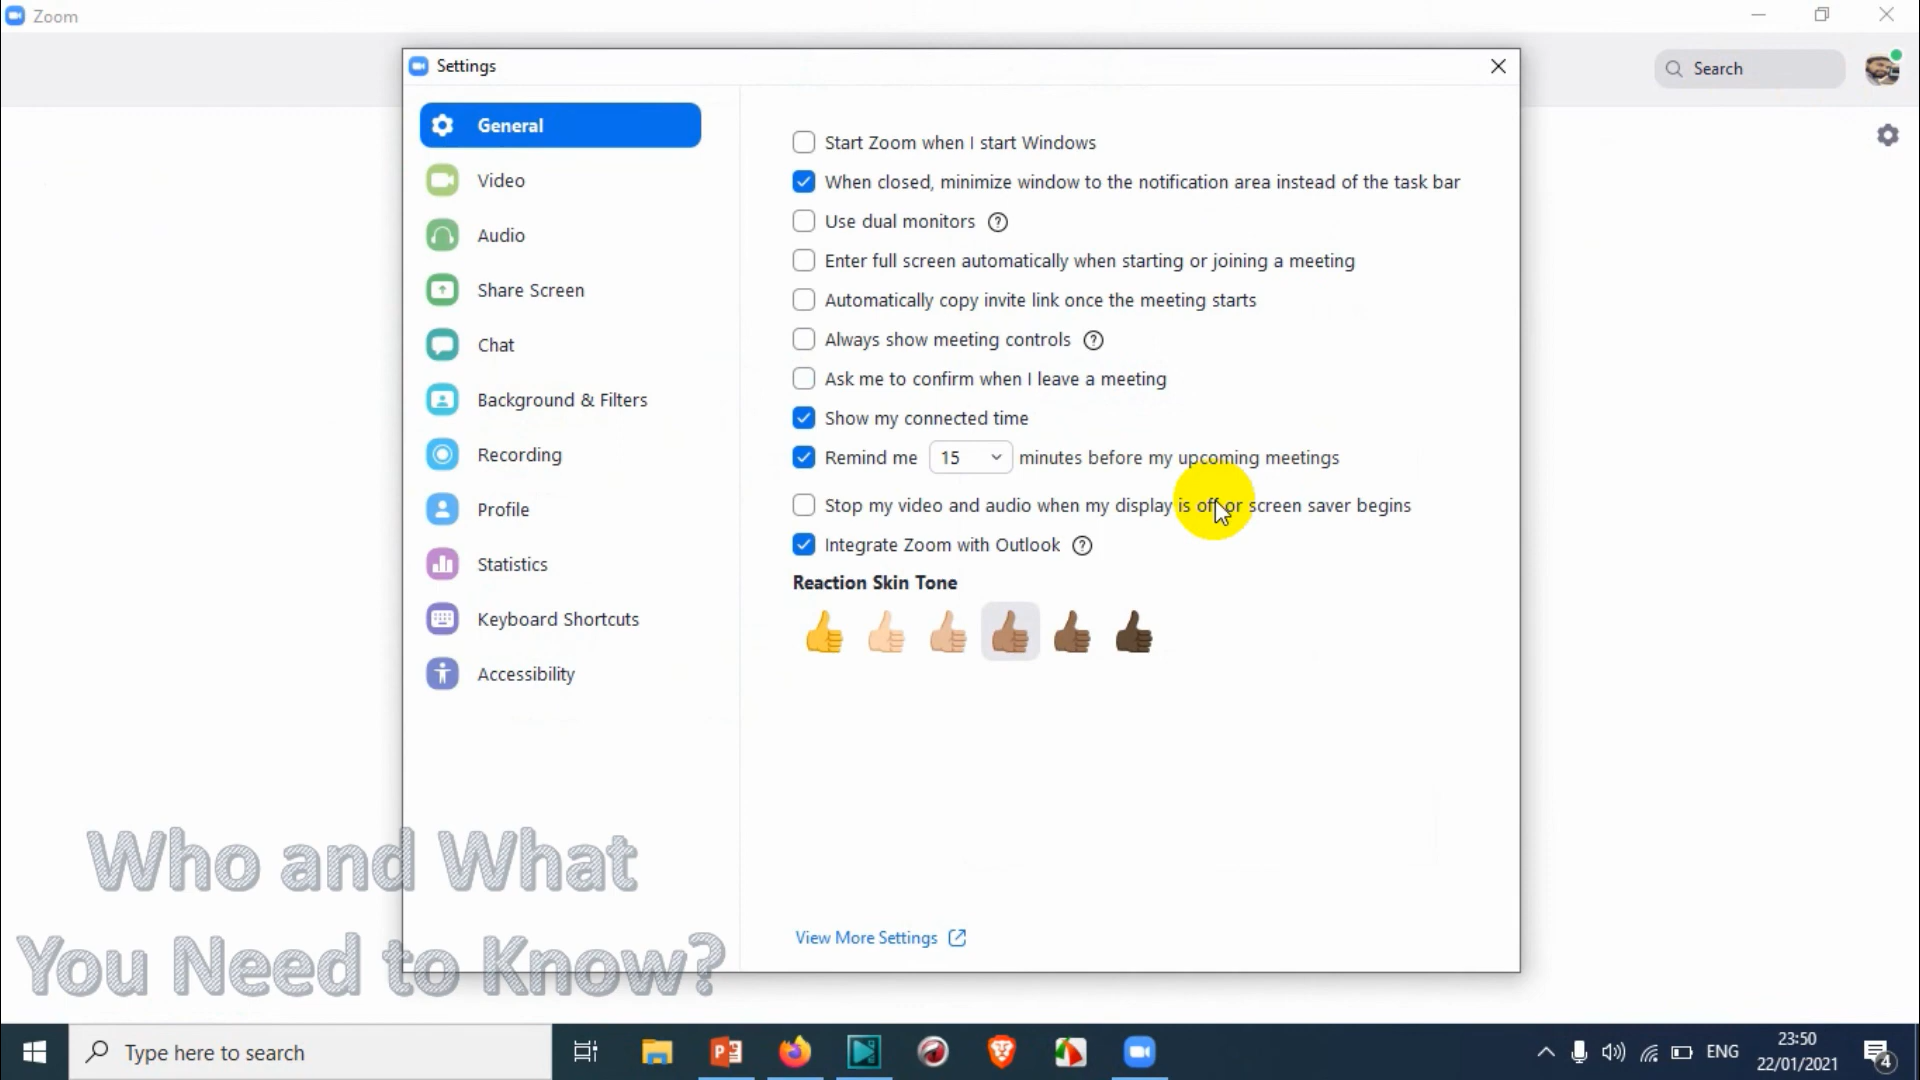 Zoom
Search
Settings
General
Video
Audio
Share Screen
Chat
Background & Filters
Recording
Profile
Statistics
Keyboard Shortcuts
Accessibility
Start Zoom when I start Windows
When closed, minimize window to the notification area instead of the task bar
Use dual monitors ?
Enter full screen automatically when starting or joining a meeting
Automatically copy invite link once the meeting starts
Always show meeting controls ?
Ask me to confirm when I leave a meeting
Show my connected time
Remind me 15 minutes before my upcoming meetings
Stop my video and audio when my display is off or screen saver begins
Integrate Zoom with Outlook ?
Reaction Skin Tone
View More Settings
Who and What
You Need to Know?
Type here to search
ENG
23:50
22/01/2021
4